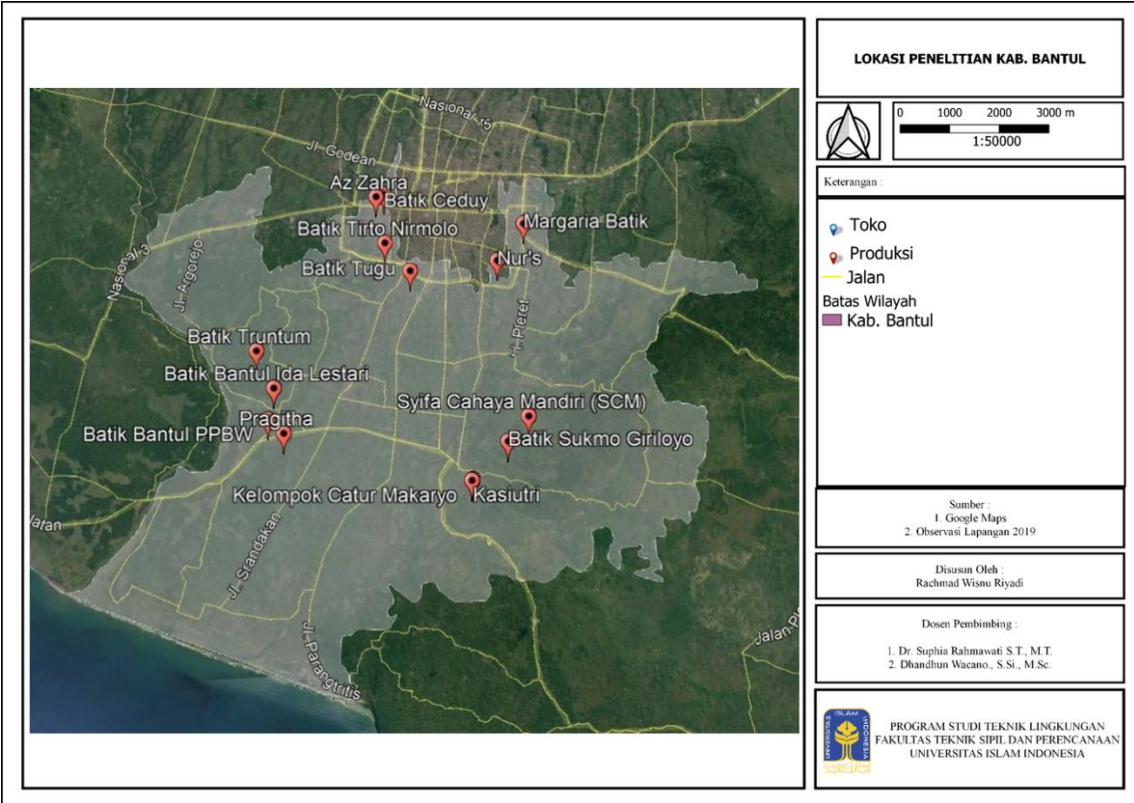 LOKASI PENELITIAN KAB. BANTUL
0 1000 2000 3000 m
1:50000
Keterangan :
Toko
Produksi
Jalan
Batas Wilayah
Kab. Bantul
Sumber :
1. Google Maps
2. Observasi Lapangan 2019
Disusun Oleh :
Rachmad Wisnu Riyadi
Dosen Pembimbing :
1. Dr. Suphia Rahmawati S.T., M.T.
2. Dhandhun Wacano., S.Si., M.Sc.
UNIVERSITAS ISLAM INDONESIA
PROGRAM STUDI TEKNIK LINGKUNGAN
FAKULTAS TEKNIK SIPIL DAN PERENCANAAN
UNIVERSITAS ISLAM INDONESIA
Nasional 15
Jl. Godean
Az Zahra
Batik Ceduy
Margaria Batik
Batik Tirto Nirmolo
Nur's
Batik Tugu
Nasional 3
Jl. Argorejo
Jl. Pleret
Batik Truntum
Batik Bantul Ida Lestari
Syifa Cahaya Mandiri (SCM)
Pragitha
Batik Bantul PPBW
Batik Sukmo Giriloyo
Kelompok Catur Makaryo
Kasiutri
latan
Jl. Srandakan
Jl. Parangtritis